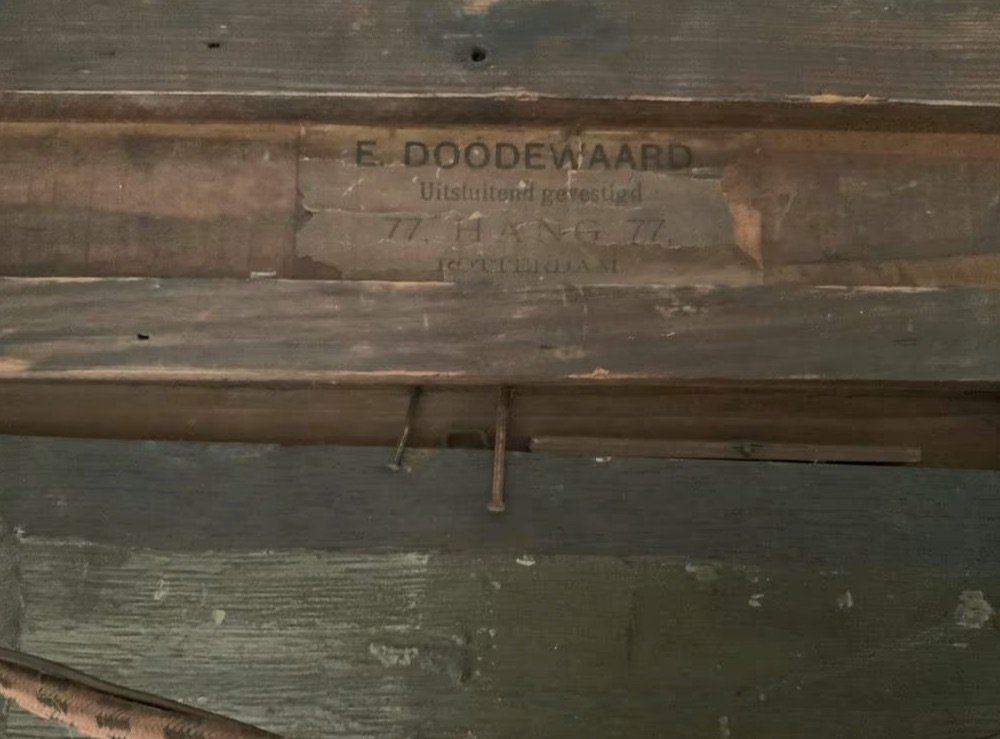 E. DOODEWAARD
Uitsluitend gevestigd
77, HANG 77,
ROTTERDAM